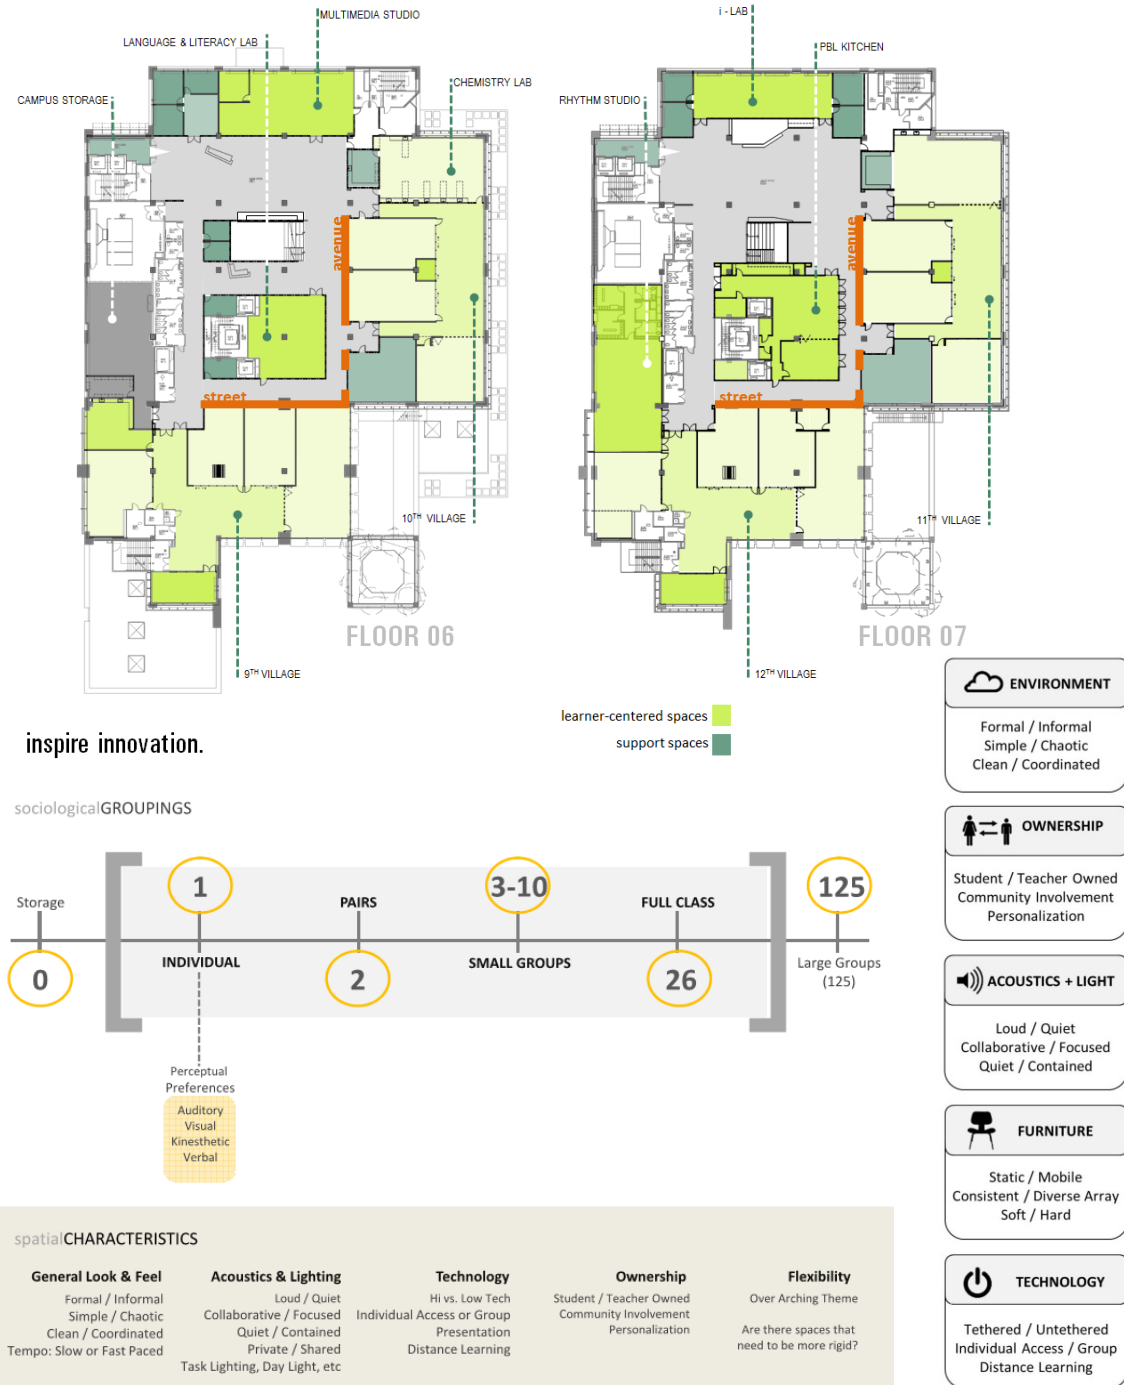 MULTIMEDIA STUDIO
LANGUAGE & LITERACY LAB
CHEMISTRY LAB
CAMPUS STORAGE
avenue
street
10TH VILLAGE
9TH VILLAGE
FLOOR 06
i - LAB
PBL KITCHEN
RHYTHM STUDIO
avenue
street
11TH VILLAGE
12TH VILLAGE
FLOOR 07
learner-centered spaces
support spaces
inspire innovation.
sociologicalGROUPINGS
Storage
0
1
INDIVIDUAL
PAIRS
2
3-10
SMALL GROUPS
FULL CLASS
26
125
Large Groups
(125)
Perceptual
Preferences
Auditory
Visual
Kinesthetic
Verbal
spatialCHARACTERISTICS
General Look & Feel
Formal / Informal
Simple / Chaotic
Clean / Coordinated
Tempo: Slow or Fast Paced
Acoustics & Lighting
Loud / Quiet
Collaborative / Focused
Quiet / Contained
Private / Shared
Task Lighting, Day Light, etc
Technology
Hi vs. Low Tech
Individual Access or Group
Presentation
Distance Learning
Ownership
Student / Teacher Owned
Community Involvement
Personalization
Flexibility
Over Arching Theme
Are there spaces that
need to be more rigid?
ENVIRONMENT
Formal / Informal
Simple / Chaotic
Clean / Coordinated
OWNERSHIP
Student / Teacher Owned
Community Involvement
Personalization
ACOUSTICS + LIGHT
Loud / Quiet
Collaborative / Focused
Quiet / Contained
FURNITURE
Static / Mobile
Consistent / Diverse Array
Soft / Hard
TECHNOLOGY
Tethered / Untethered
Individual Access / Group
Distance Learning